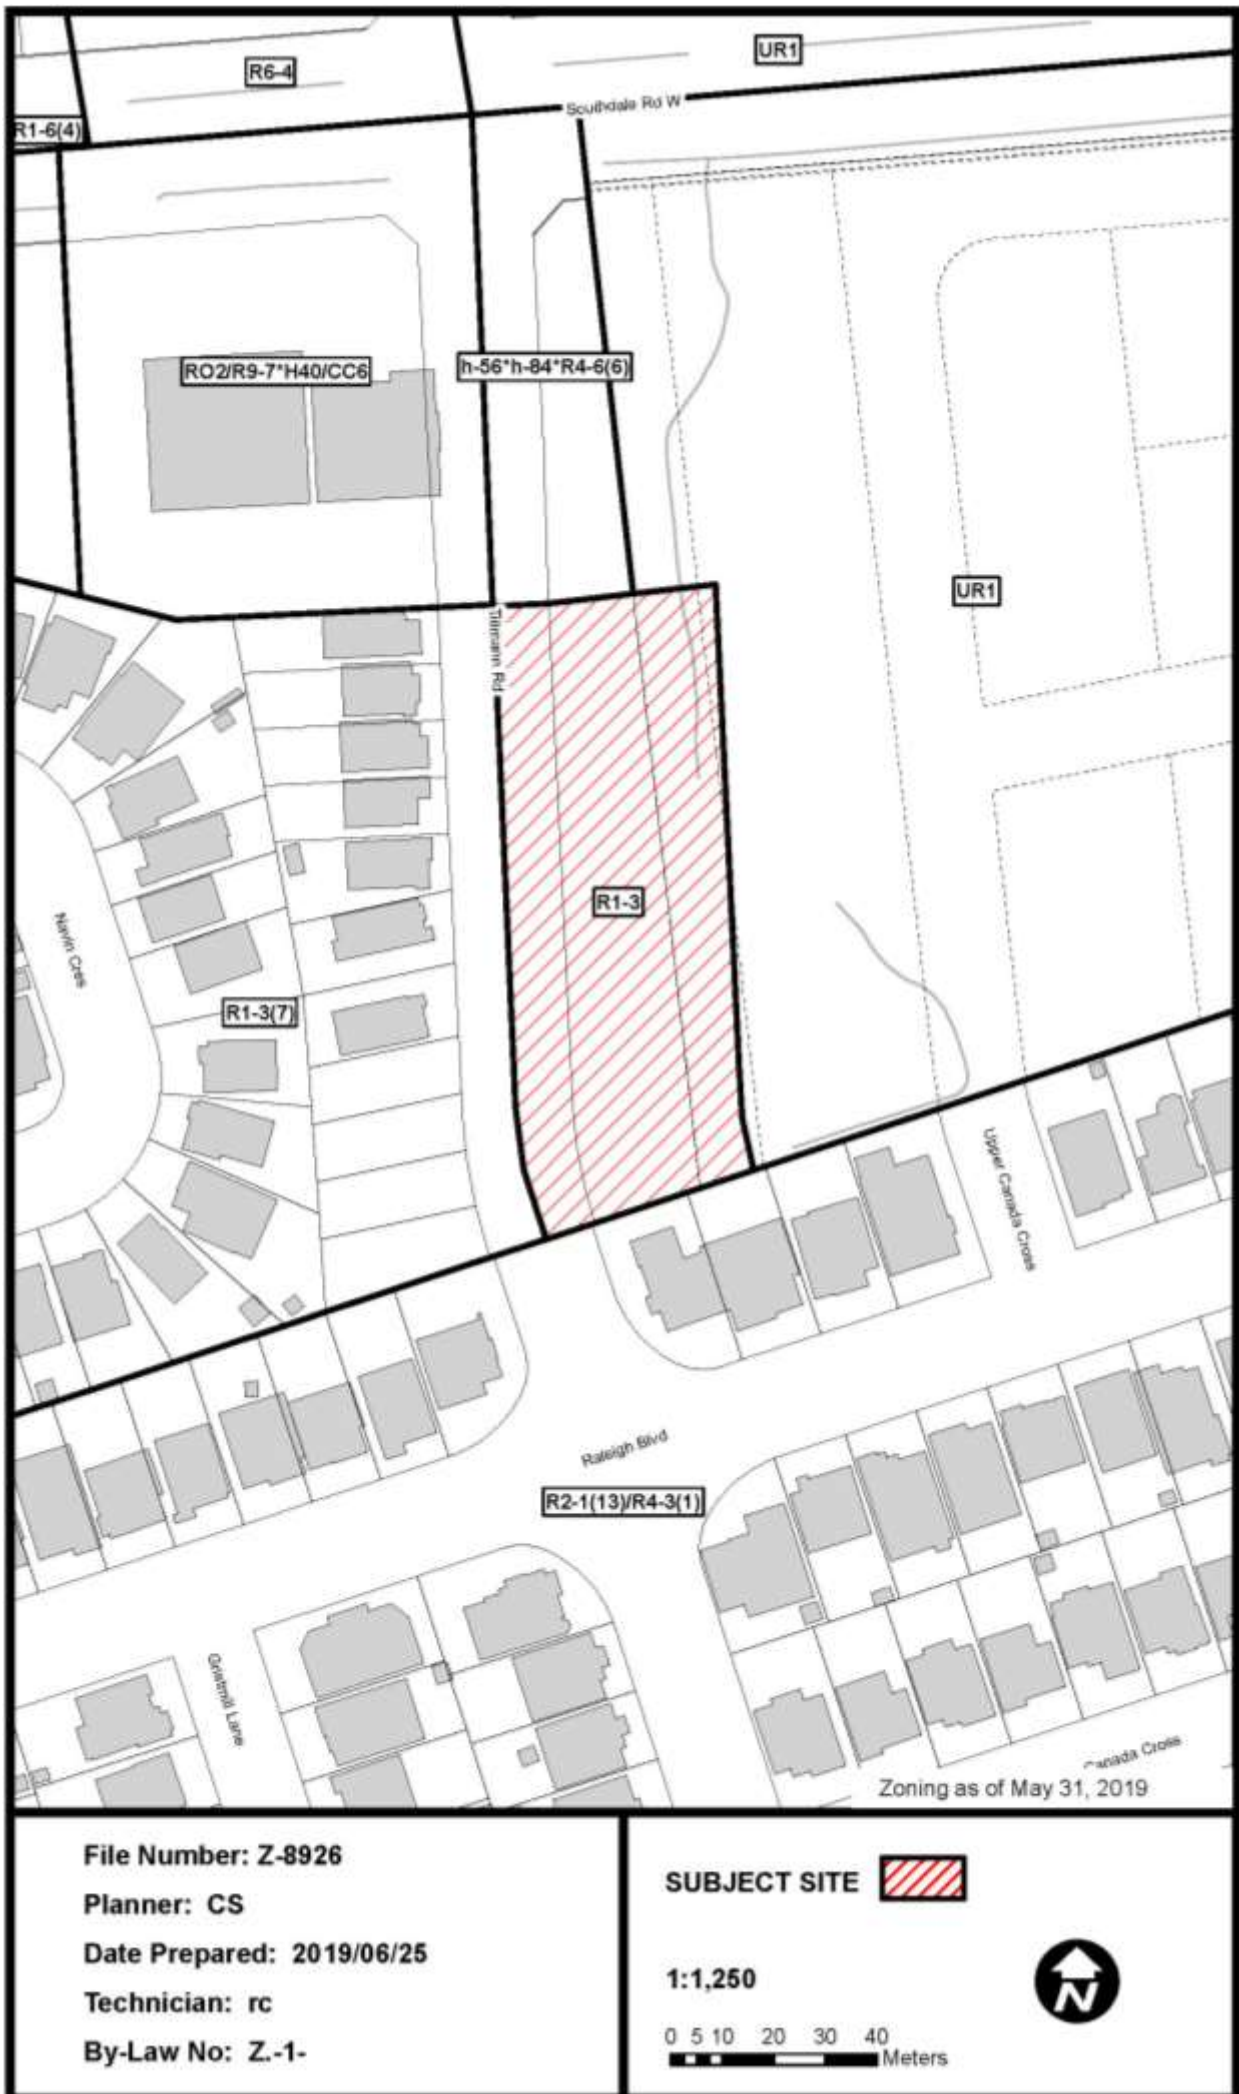 UR1
R6-4
Southdale Rd W
R1-6(4)
RO2/R9-7*H40/CC6
h-56*h-84*R4-6(6)
UR1
Tillmann Rd
R1-3
Navin Cres
R1-3(7)
Upper Canada Cross
Raleigh Blvd
R2-1(13)/R4-3(1)
Gristmill Lane
Canada Cross
Zoning as of May 31, 2019
File Number: Z-8926
Planner: CS
Date Prepared: 2019/06/25
Technician: rc
By-Law No: Z.-1-
SUBJECT SITE
1:1,250
N
0 5 10 20 30 40
Meters